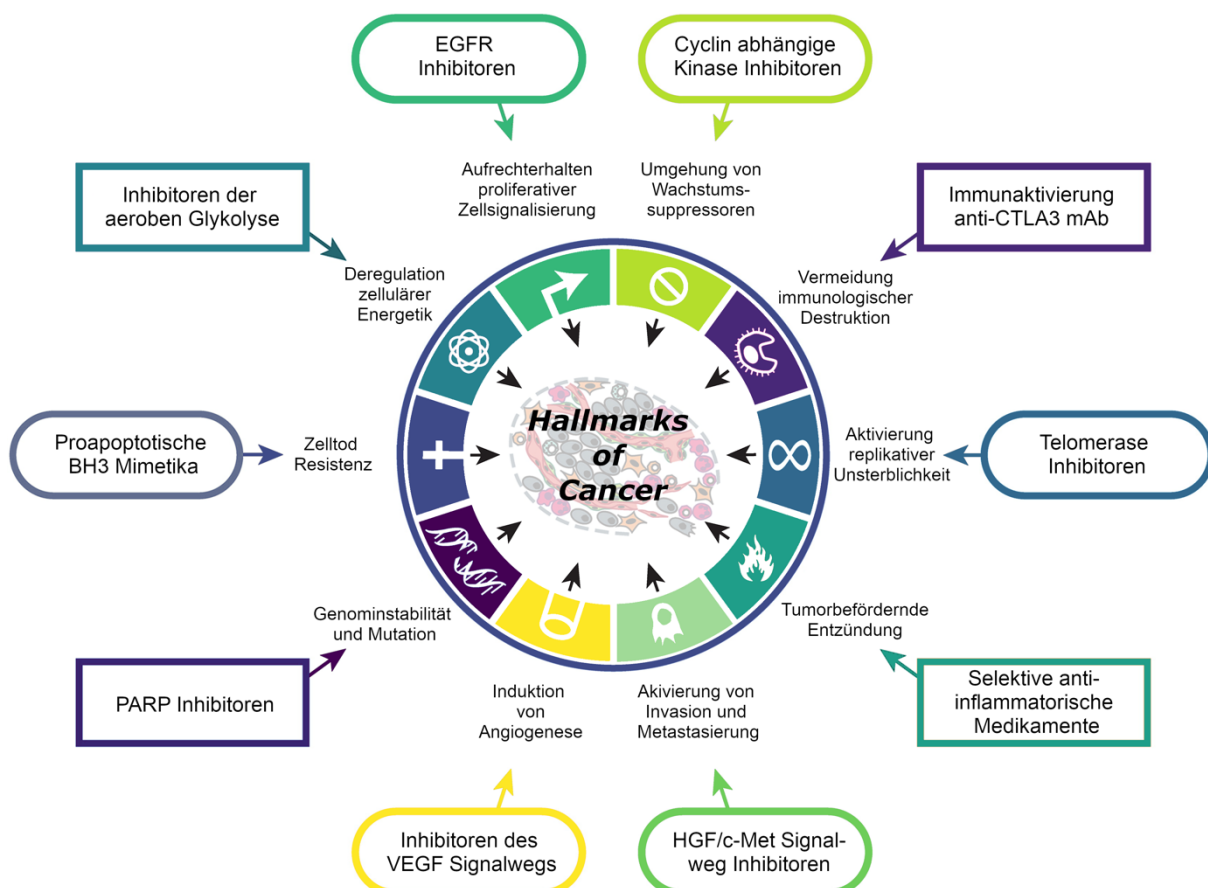 EGFR
Inhibitoren
Cyclin abhängige
Kinase Inhibitoren
Aufrechterhalten
proliferativer
Zellsignalisierung
Umgehung von
Wachstums-
suppressoren
Inhibitoren der
aeroben Glykolyse
Immunaktivierung
anti-CTLA3 mAb
Deregulation
zellulärer
Energetik
Vermeidung
immunologischer
Destruktion
Proapoptotische
BH3 Mimetika
Zelltod
Resistenz
Hallmarks
of
Cancer
Aktivierung
replikativer
Unsterblichkeit
Telomerase
Inhibitoren
Genominstabilität
und Mutation
Tumorbefördernde
Entzündung
PARP Inhibitoren
Induktion
von
Angiogenese
Akivierung von
Invasion und
Metastasierung
Selektive anti-
inflammatorische
Medikamente
Inhibitoren des
VEGF Signalwegs
HGF/c-Met Signal-
weg Inhibitoren